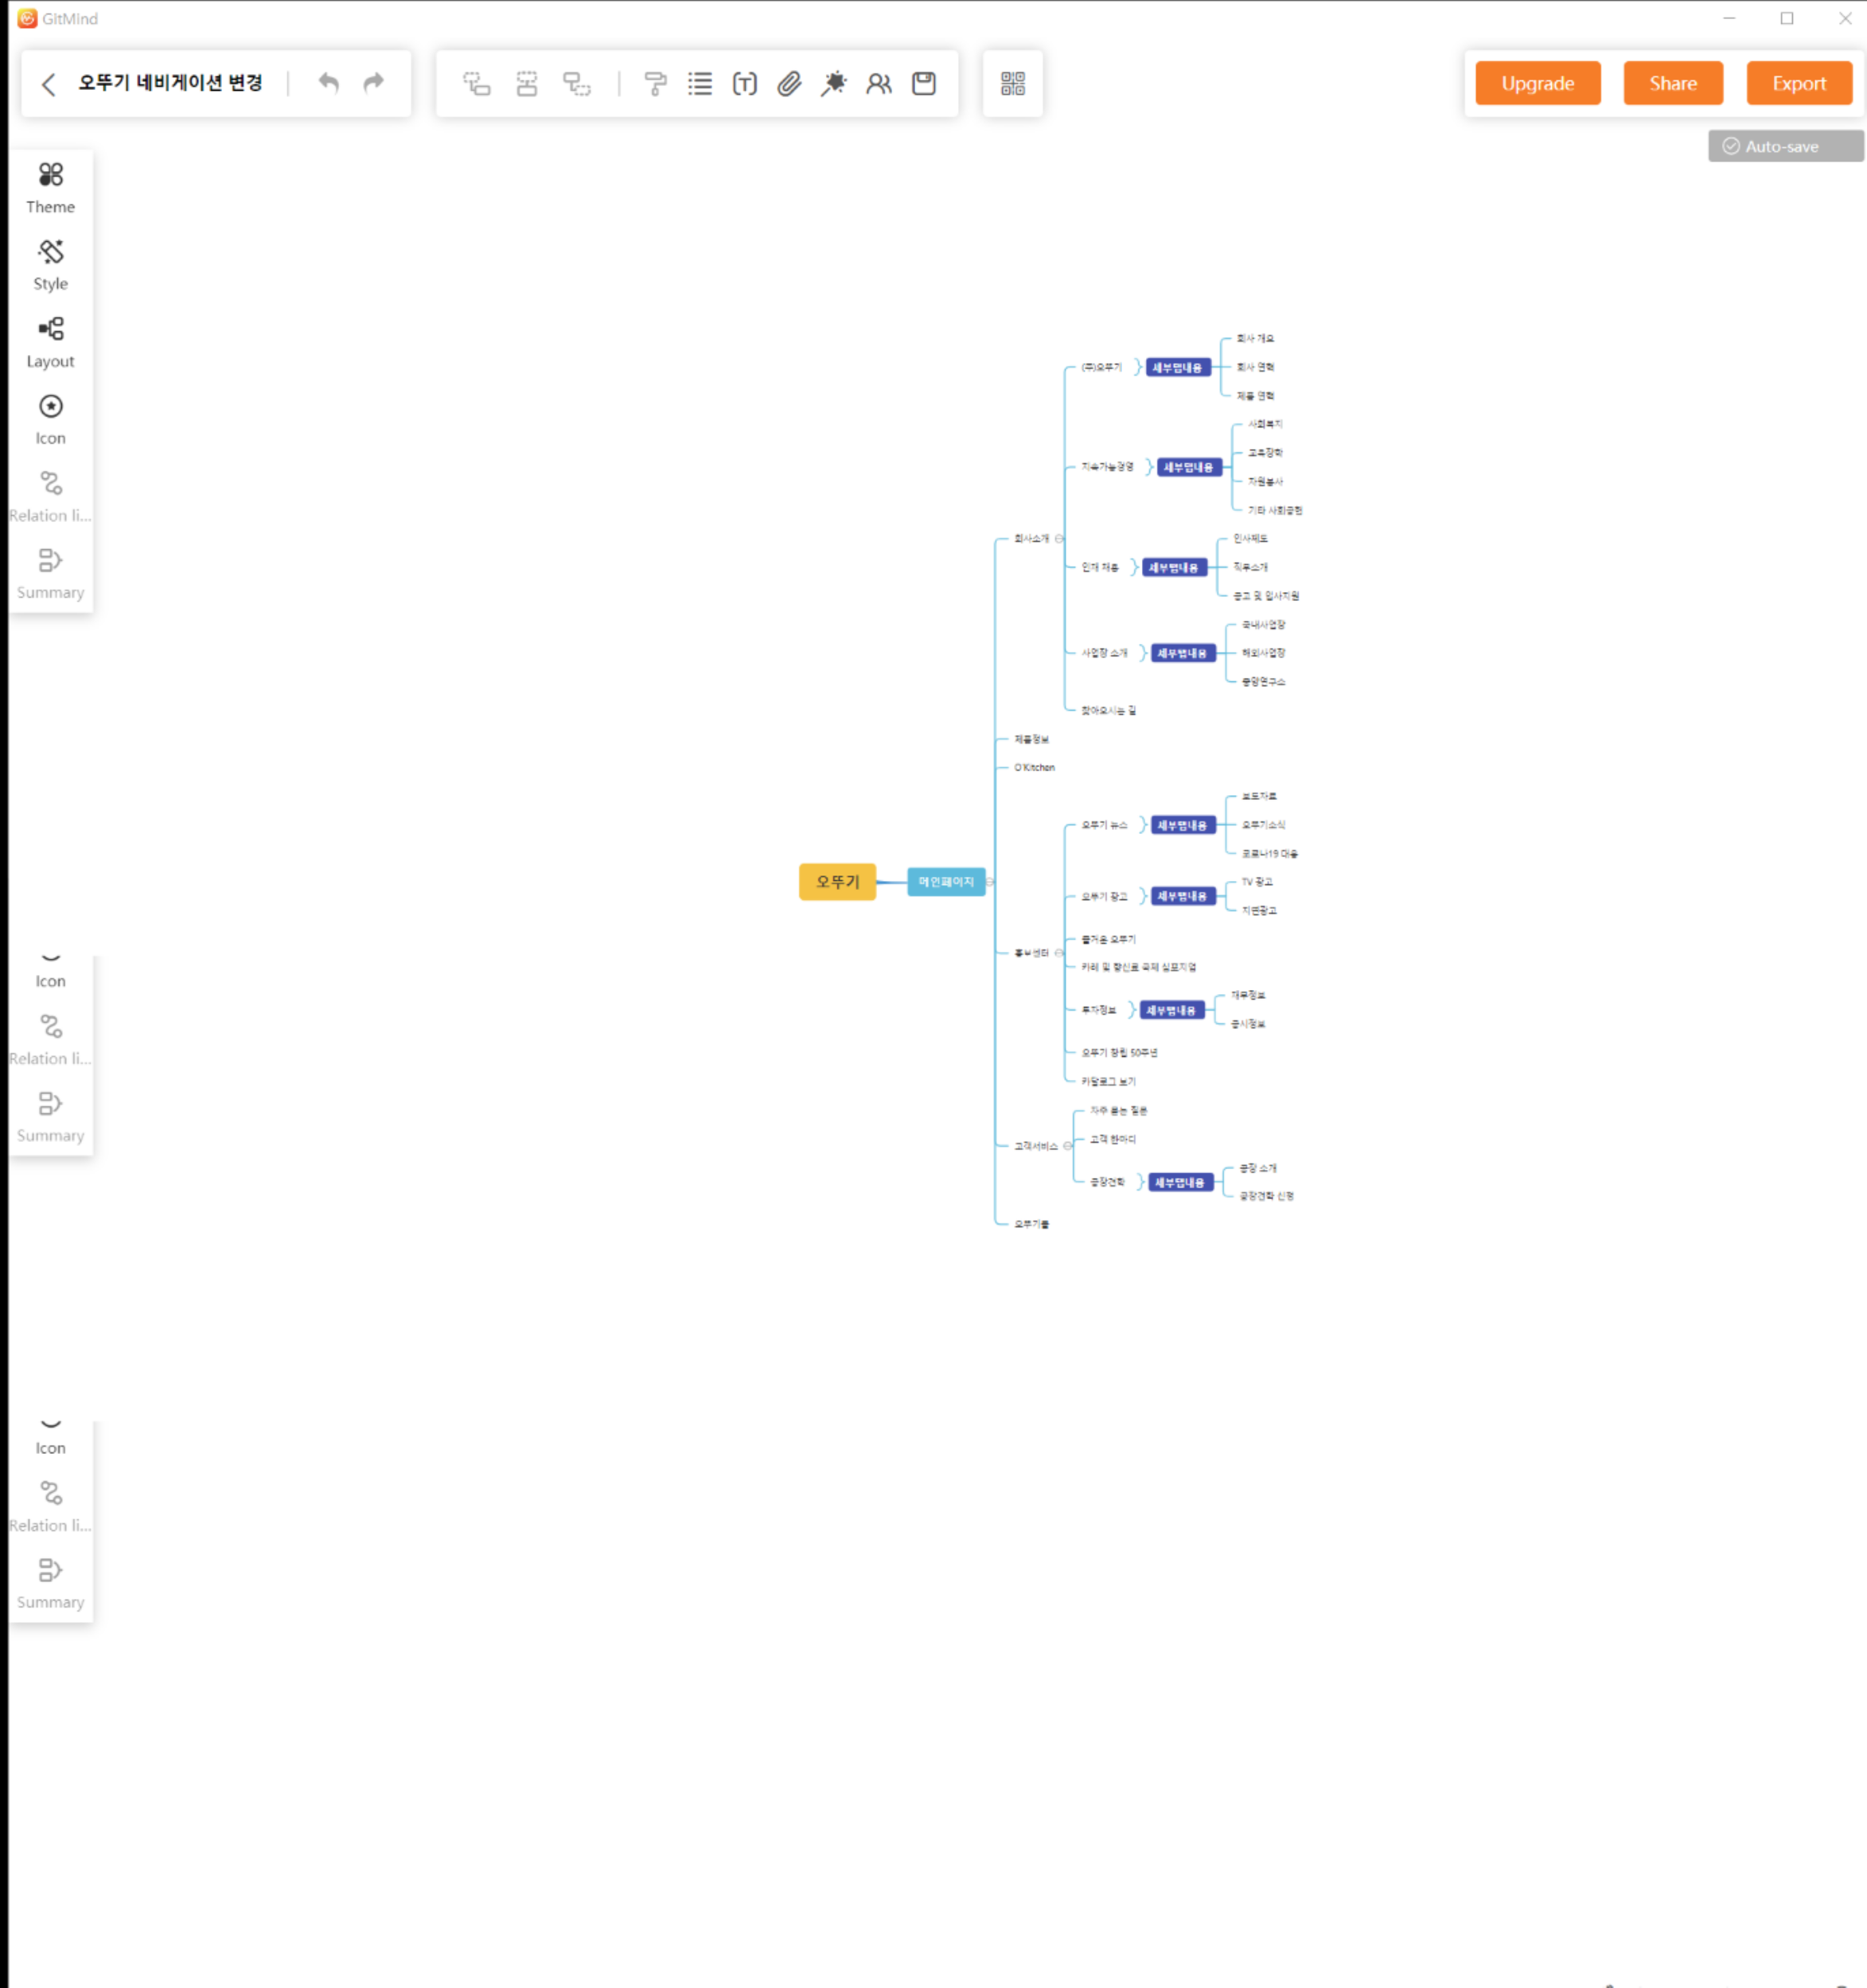 GitMind
오뚜기 네비게이션 변경
Upgrade
Share
Export
Auto-save
Theme
Style
Layout
Icon
Relation li...
Summary
오뚜기
메인페이지
회사소개
(주)오뚜기
세부탭내용
회사 개요
회사 연혁
제품 연혁
지속가능경영
세부탭내용
사회복지
교육장학
자원봉사
기타 사회공헌
인재 채용
세부탭내용
인사제도
직무소개
공고 및 입사지원
사업장 소개
세부탭내용
국내사업장
해외사업장
중앙연구소
찾아오시는 길
제품정보
O'Kitchen
홍보센터
오뚜기 뉴스
세부탭내용
보도자료
오뚜기소식
코로나19 대응
오뚜기 광고
세부탭내용
TV 광고
지면광고
즐거운 오뚜기
카레 및 향신료 국제 심포지엄
투자정보
세부탭내용
재무정보
공시정보
오뚜기 창립 50주년
카달로그 보기
고객서비스
자주 묻는 질문
고객 한마디
공장견학
세부탭내용
공장 소개
공장견학 신청
오뚜기몰
Icon
Relation li...
Summary
Icon
Relation li...
Summary